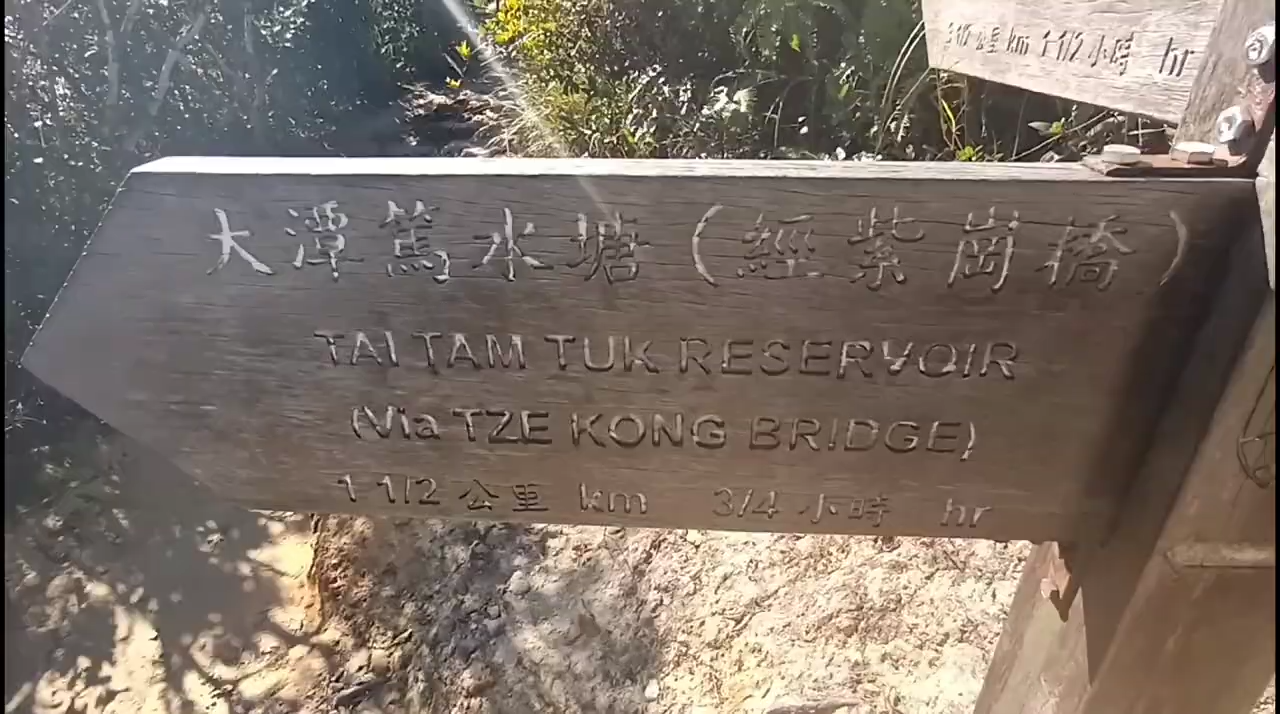 公里 km 1 1/2 小時 hr
大潭篤水塘(經紫崗橋)
TAI TAM TUK RESERVOIR
(Via TZE KONG BRIDGE)
1 1/2 公里 km 3/4 小時 hr